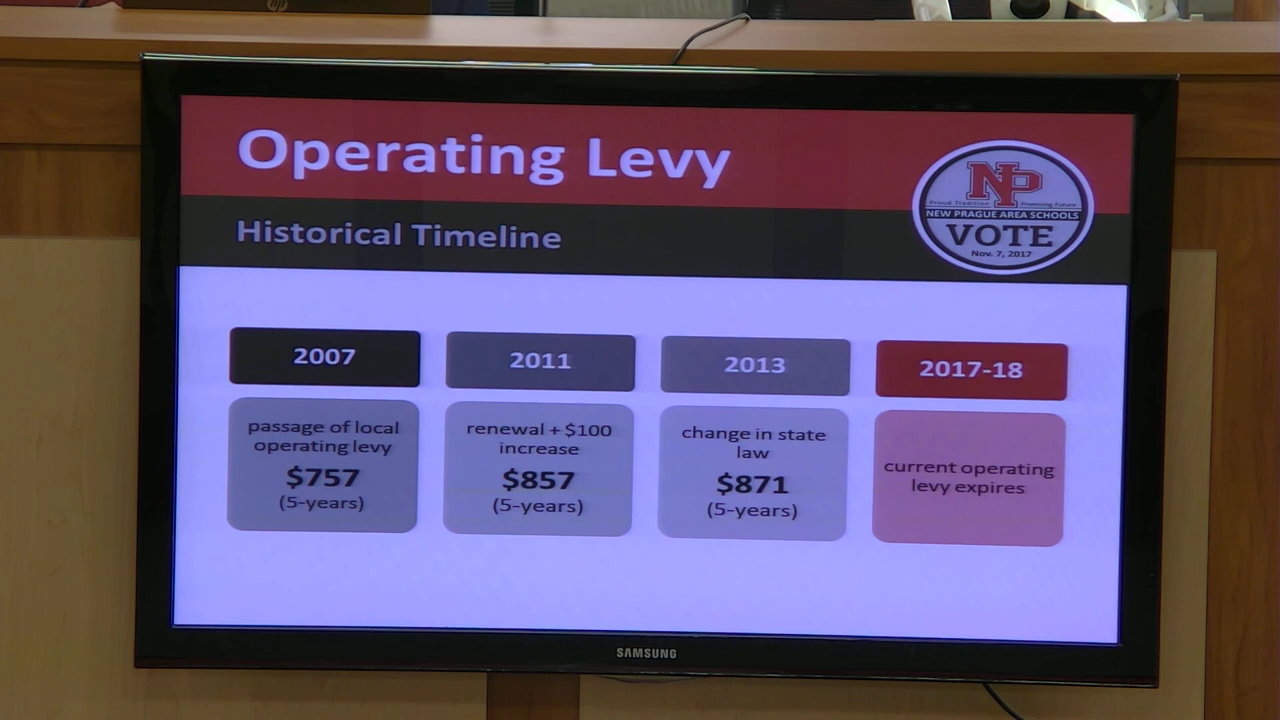 hp
Operating Levy
Historical Timeline
NP
Proud Tradition Promising Future
NEW PRAGUE AREA SCHOOLS
VOTE
Nov. 7, 2017
2007
passage of local
operating levy
$757
(5-years)
2011
renewal + $100
increase
$857
(5-years)
2013
change in state
law
$871
(5-years)
2017-18
current operating
levy expires
SAMSUNG